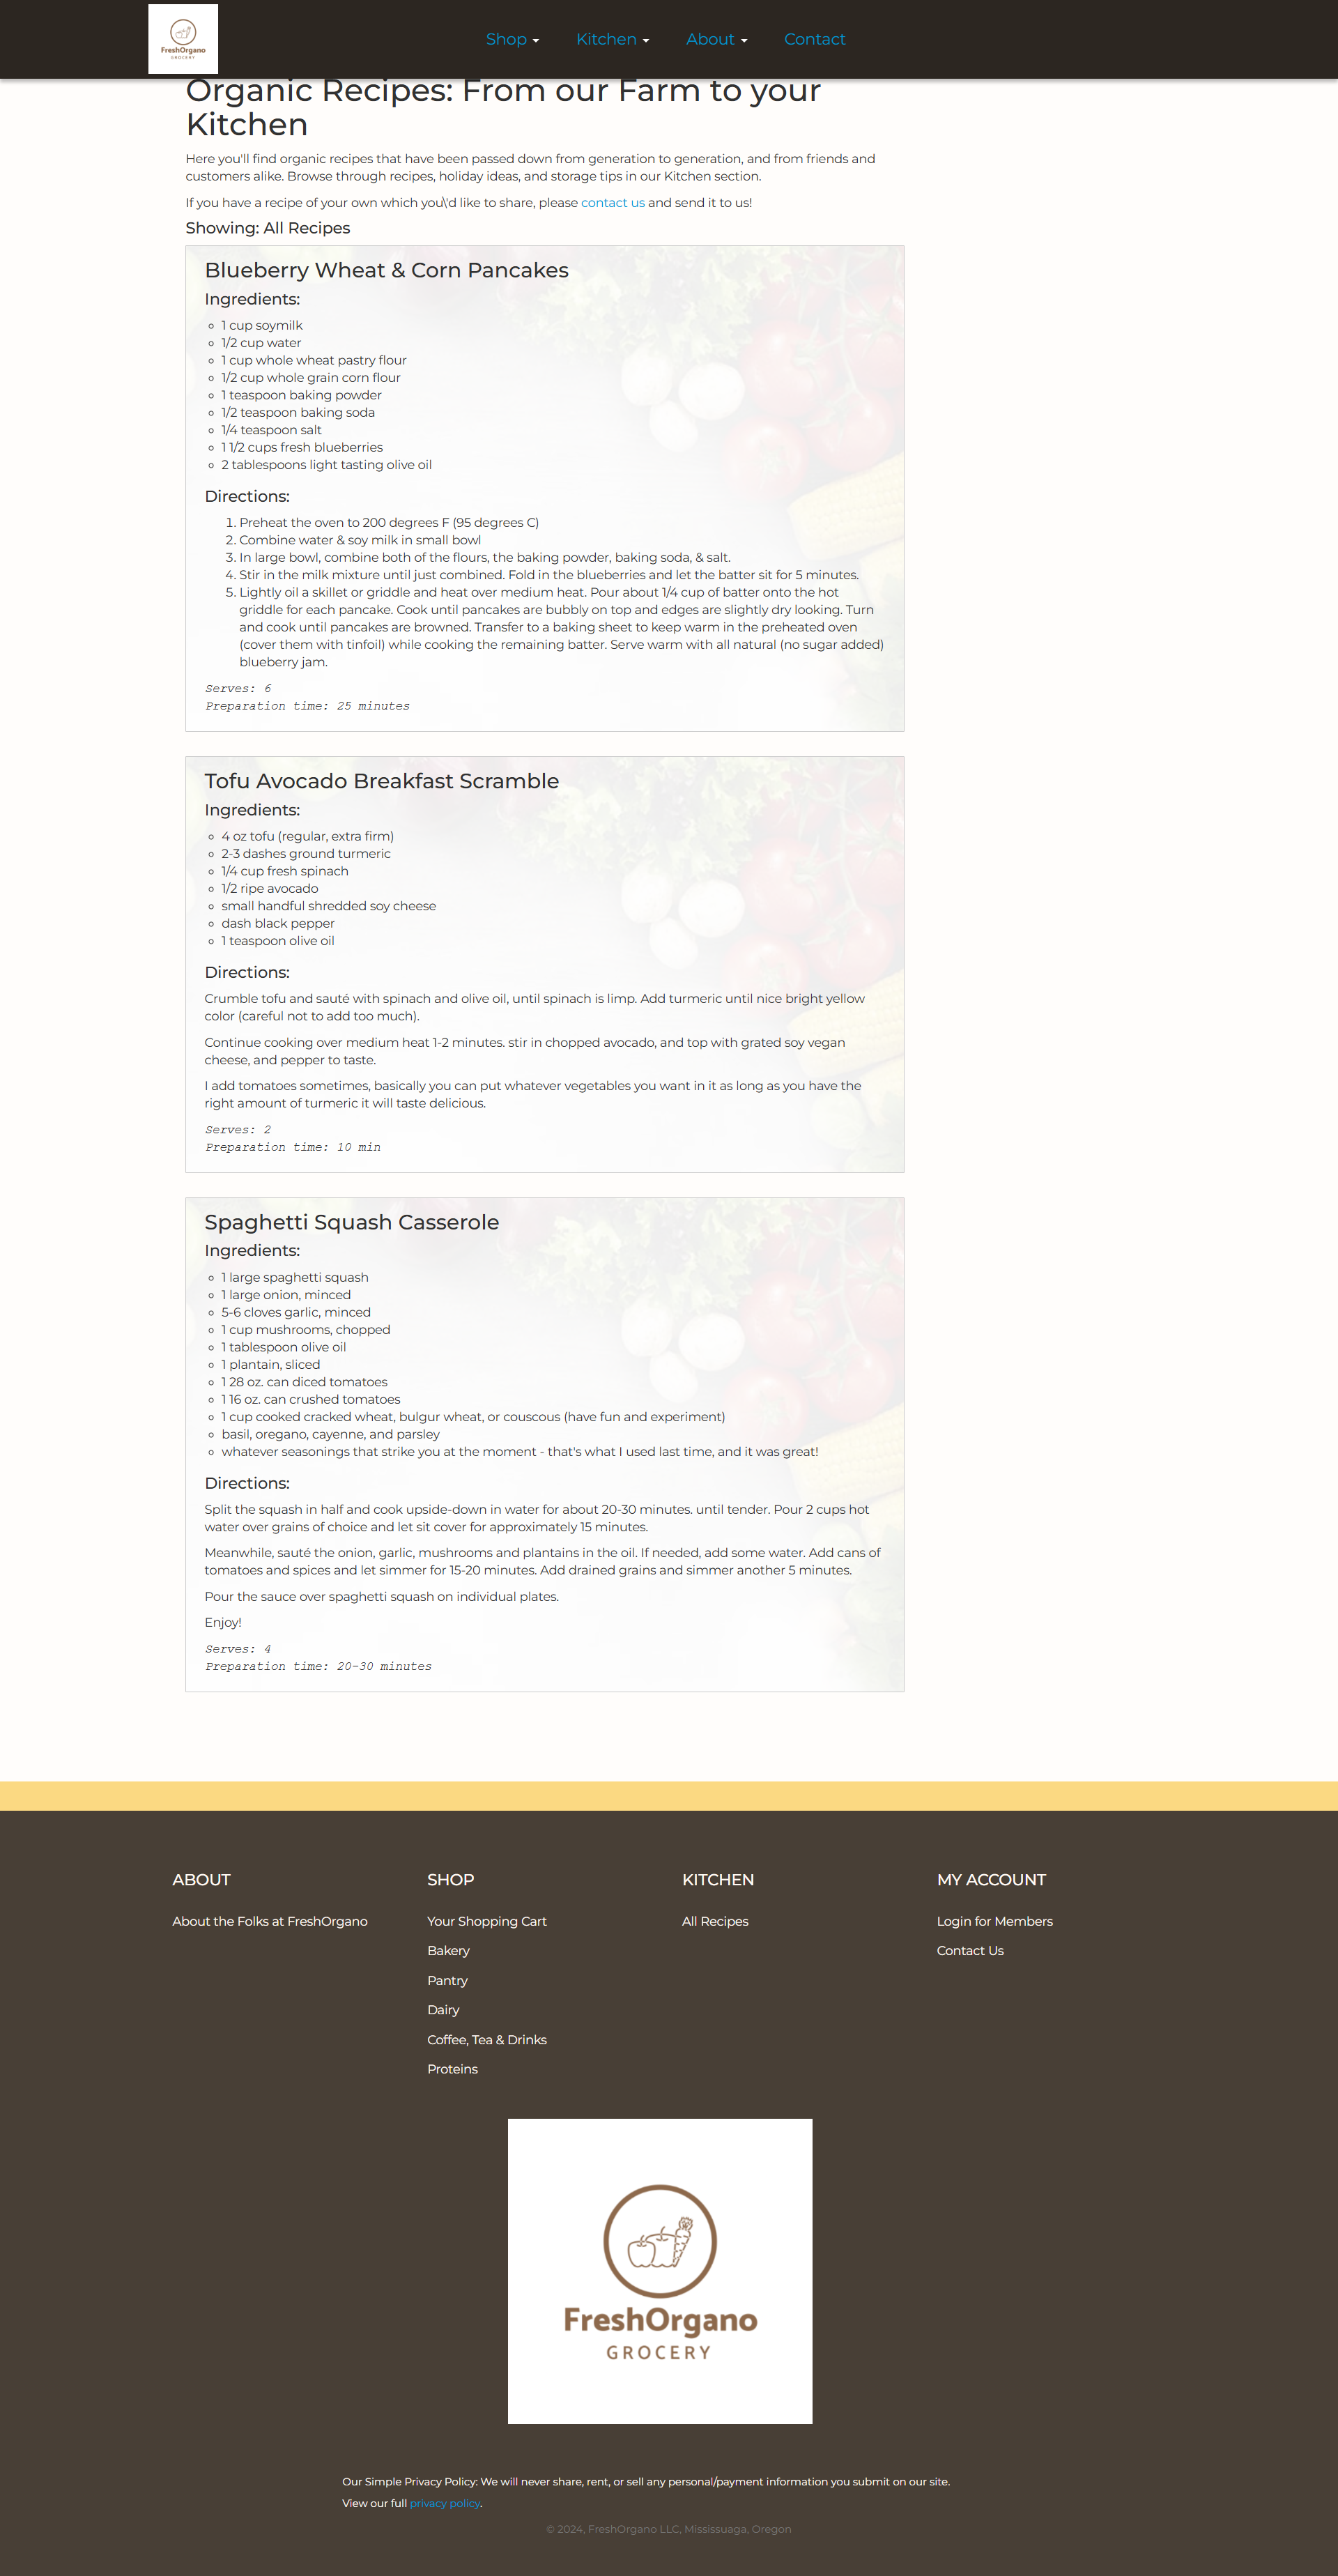 FreshOrgano
GROCERY
Shop
Kitchen
About
Contact
Organic Recipes: From our Farm to your
Kitchen
Here you'll find organic recipes that have been passed down from generation to generation, and from friends and
customers alike. Browse through recipes, holiday ideas, and storage tips in our Kitchen section.
If you have a recipe of your own which you\'d like to share, please contact us and send it to us!
Showing: All Recipes
Blueberry Wheat & Corn Pancakes
Ingredients:
1 cup soymilk
1/2 cup water
1 cup whole wheat pastry flour
1/2 cup whole grain corn flour
1 teaspoon baking powder
1/2 teaspoon baking soda
1/4 teaspoon salt
1 1/2 cups fresh blueberries
2 tablespoons light tasting olive oil
Directions:
1. Preheat the oven to 200 degrees F (95 degrees C)
2. Combine water & soy milk in small bowl
3. In large bowl, combine both of the flours, the baking powder, baking soda, & salt.
4. Stir in the milk mixture until just combined. Fold in the blueberries and let the batter sit for 5 minutes.
5. Lightly oil a skillet or griddle and heat over medium heat. Pour about 1/4 cup of batter onto the hot
griddle for each pancake. Cook until pancakes are bubbly on top and edges are slightly dry looking. Turn
and cook until pancakes are browned. Transfer to a baking sheet to keep warm in the preheated oven
(cover them with tinfoil) while cooking the remaining batter. Serve warm with all natural (no sugar added)
blueberry jam.
Serves: 6
Preparation time: 25 minutes
Tofu Avocado Breakfast Scramble
Ingredients:
4 oz tofu (regular, extra firm)
2-3 dashes ground turmeric
1/4 cup fresh spinach
1/2 ripe avocado
small handful shredded soy cheese
dash black pepper
1 teaspoon olive oil
Directions:
Crumble tofu and sauté with spinach and olive oil, until spinach is limp. Add turmeric until nice bright yellow
color (careful not to add too much).
Continue cooking over medium heat 1-2 minutes. stir in chopped avocado, and top with grated soy vegan
cheese, and pepper to taste.
I add tomatoes sometimes, basically you can put whatever vegetables you want in it as long as you have the
right amount of turmeric it will taste delicious.
Serves: 2
Preparation time: 10 min
Spaghetti Squash Casserole
Ingredients:
1 large spaghetti squash
1 large onion, minced
5-6 cloves garlic, minced
1 cup mushrooms, chopped
1 tablespoon olive oil
1 plantain, sliced
1 28 oz. can diced tomatoes
1 16 oz. can crushed tomatoes
1 cup cooked cracked wheat, bulgur wheat, or couscous (have fun and experiment)
basil, oregano, cayenne, and parsley
whatever seasonings that strike you at the moment - that's what I used last time, and it was great!
Directions:
Split the squash in half and cook upside-down in water for about 20-30 minutes. until tender. Pour 2 cups hot
water over grains of choice and let sit cover for approximately 15 minutes.
Meanwhile, sauté the onion, garlic, mushrooms and plantains in the oil. If needed, add some water. Add cans of
tomatoes and spices and let simmer for 15-20 minutes. Add drained grains and simmer another 5 minutes.
Pour the sauce over spaghetti squash on individual plates.
Enjoy!
Serves: 4
Preparation time: 20-30 minutes
ABOUT
About the Folks at FreshOrgano
SHOP
Your Shopping Cart
Bakery
Pantry
Dairy
Coffee, Tea & Drinks
Proteins
KITCHEN
All Recipes
MY ACCOUNT
Login for Members
Contact Us
FreshOrgano
GROCERY
Our Simple Privacy Policy: We will never share, rent, or sell any personal/payment information you submit on our site.
View our full privacy policy.
© 2024, FreshOrgano LLC, Mississuaga, Oregon